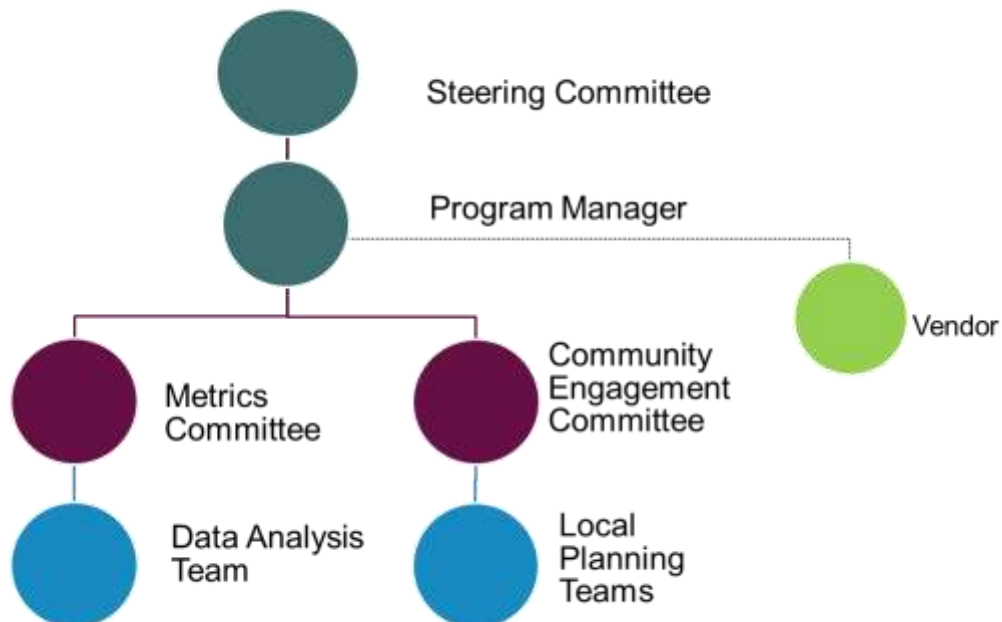 Steering Committee
Program Manager
Vendor
Metrics
Committee
Community
Engagement
Committee
Data Analysis
Team
Local
Planning
Teams